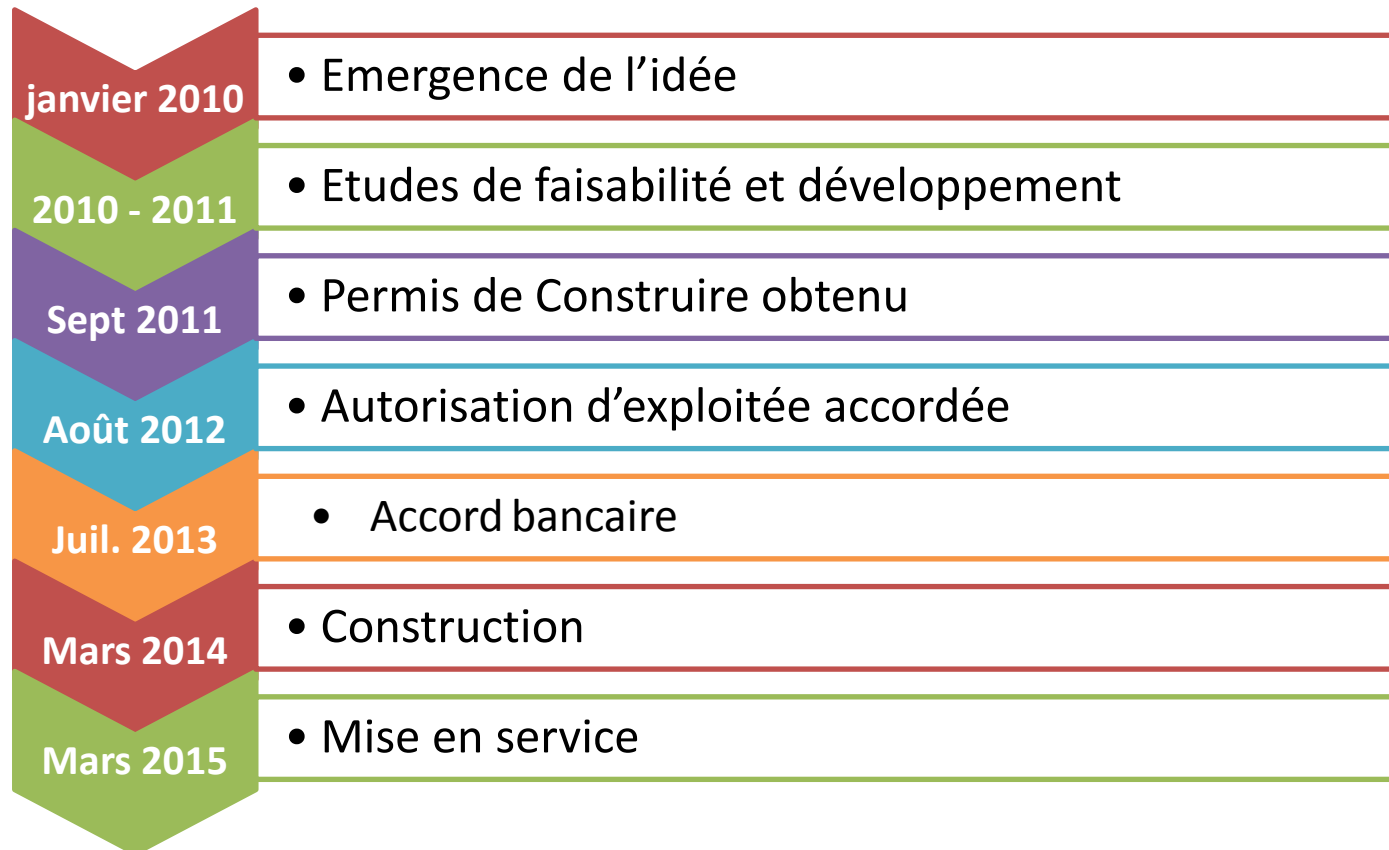 janvier 2010
• Emergence de l’idée
2010 - 2011
• Etudes de faisabilité et développement
Sept 2011
• Permis de Construire obtenu
Août 2012
• Autorisation d’exploitée accordée
Juil. 2013
• Accord bancaire
Mars 2014
• Construction
Mars 2015
• Mise en service